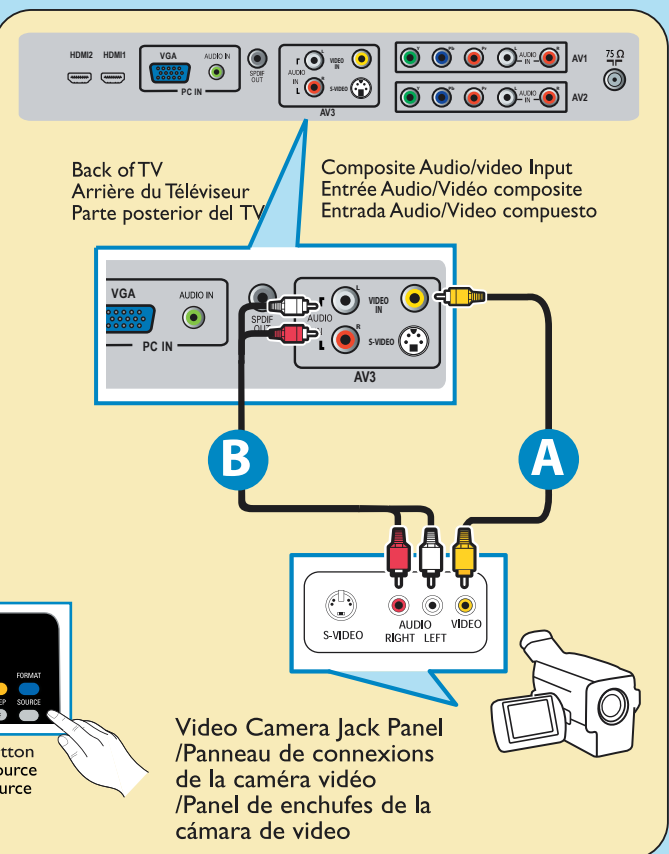 HDMI2 HDMI1 VGA AUDIO IN
PC IN
SPDIF
OUT
L
AUDIO
IN
R
VIDEO
IN
S-VIDEO
AV3
Y Pb Pr L AUDIO IN R AV1
Y Pb Pr L AUDIO IN R AV2
75 Ω
Back of TV
Arrière du Téléviseur
Parte posterior del TV
Composite Audio/video Input
Entrée Audio/Vidéo composite
Entrada Audio/Video compuesto
VGA AUDIO IN
PC IN
SPDIF
L
AUDIO
R
VIDEO
IN
S-VIDEO
AV3
B
A
S-VIDEO
AUDIO
RIGHT LEFT
VIDEO
FORMAT
SOURCE
Video Camera Jack Panel
/Panneau de connexions
de la caméra vidéo
/Panel de enchufes de la
cámara de video